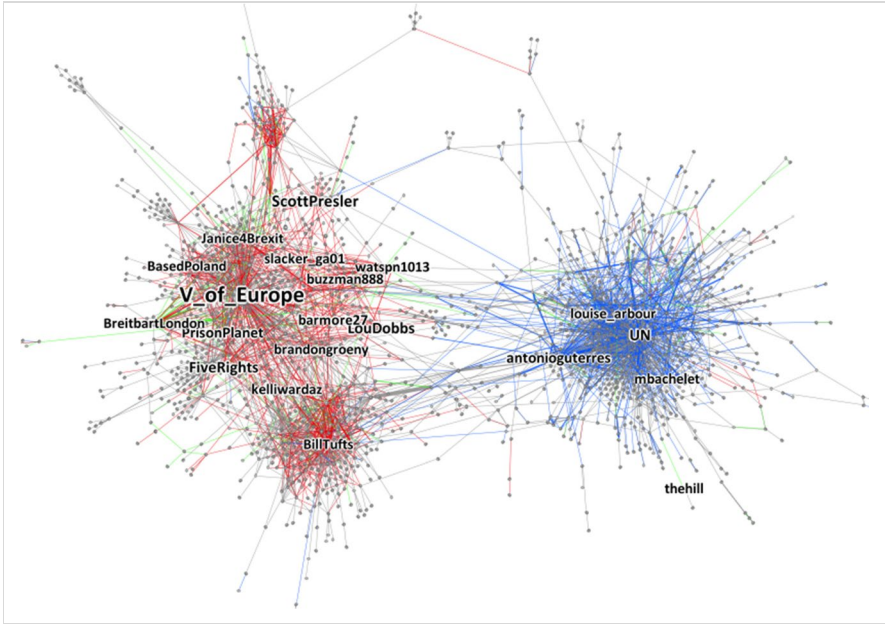 ScottPresler
Janice4Brexit
slacker_ga01
BasedPoland
watspn1013
buzzman888
V_of_Europe
BreitbartLondon
barmore27
LouDobbs
PrisonPlanet
brandongroeny
FiveRights
kelliwardaz
BillTufts
louise_arbour
UN
antonioguterres
mbachelet
thehill